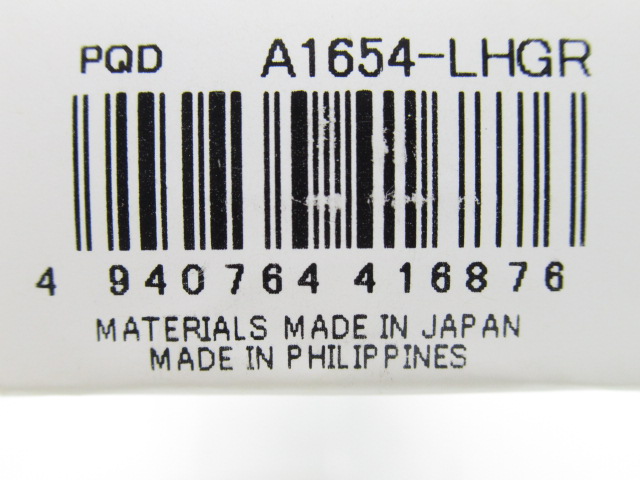 PQD A1654-LHGR
4 940764 416876
MATERIALS MADE IN JAPAN
MADE IN PHILIPPINES